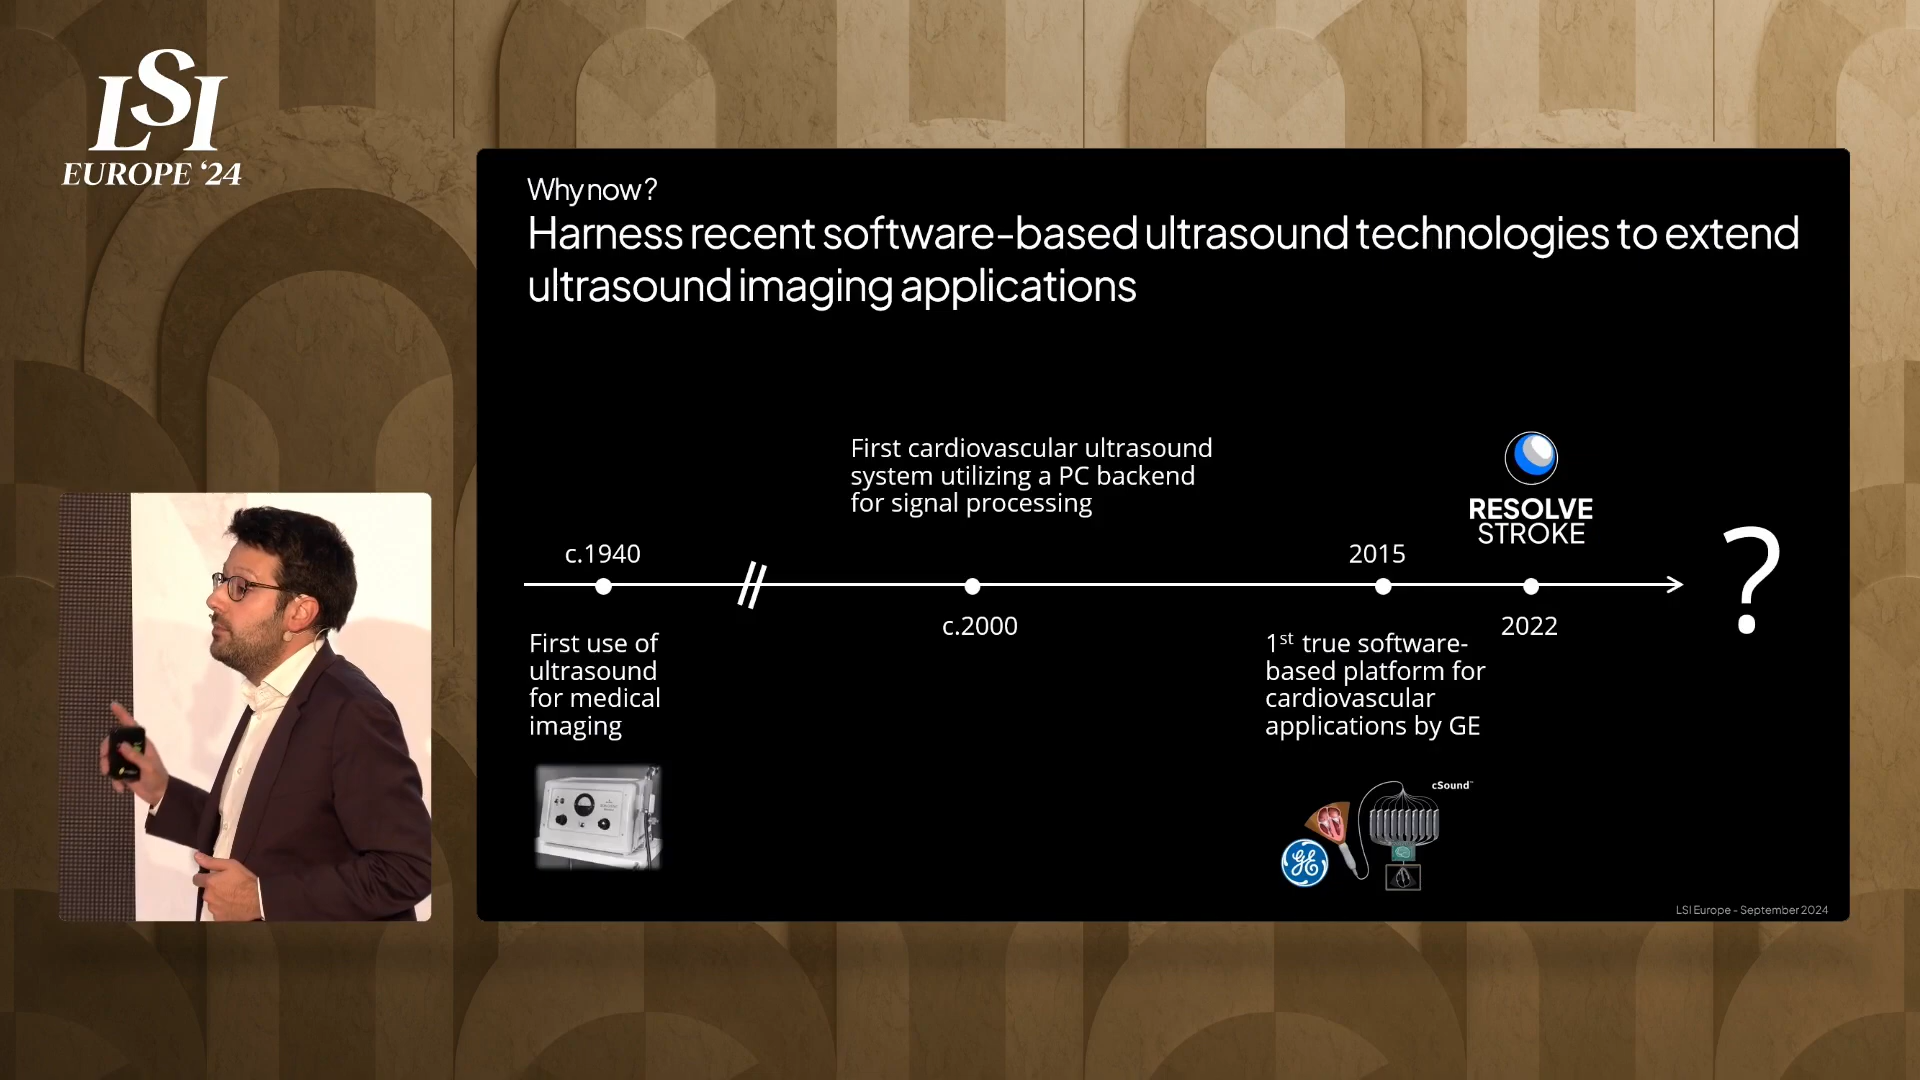 LSI
EUROPE ‘24
Why now?
Harness recent software-based ultrasound technologies to extend
ultrasound imaging applications
First cardiovascular ultrasound
system utilizing a PC backend
for signal processing
RESOLVE
STROKE
c.1940
2015
c.2000
2022
?
First use of
ultrasound
for medical
imaging
1st true software-
based platform for
cardiovascular
applications by GE
cSound™
GE
LSI Europe - September 2024